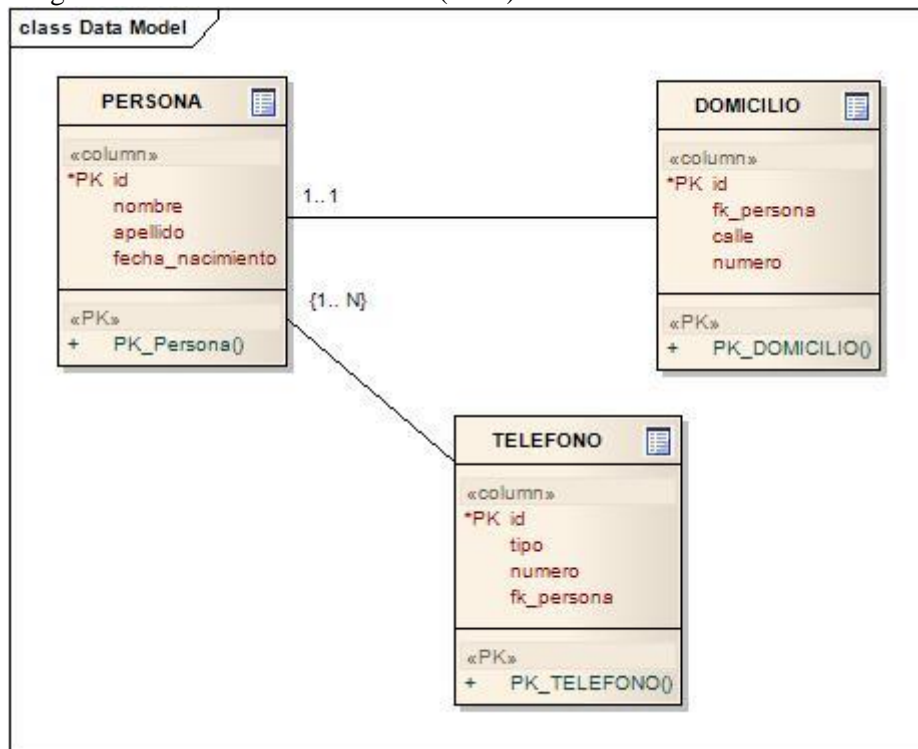 class Data Model
PERSONA
«column»
*PK id
nombre
apellido
fecha_nacimiento
«PK»
+ PK_Persona()
1..1
{1.. N}
DOMICILIO
«column»
*PK id
fk_persona
calle
numero
«PK»
+ PK_DOMICILIO()
TELEFONO
«column»
*PK id
tipo
numero
fk_persona
«PK»
+ PK_TELEFONO()